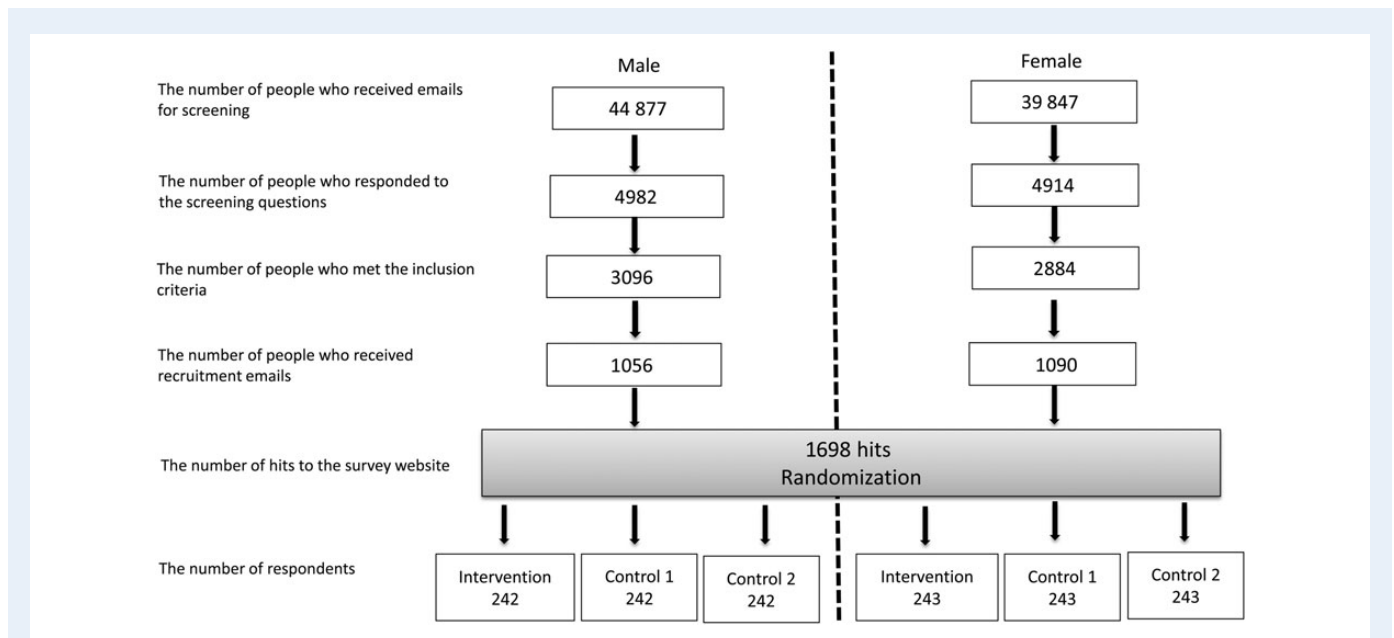 Male
Female
The number of people who received emails
for screening
44 877
39 847
The number of people who responded to
the screening questions
4982
4914
The number of people who met the inclusion
criteria
3096
2884
The number of people who received
recruitment emails
1056
1090
The number of hits to the survey website
1698 hits
Randomization
The number of respondents
Intervention
242
Control 1
242
Control 2
242
Intervention
243
Control 1
243
Control 2
243